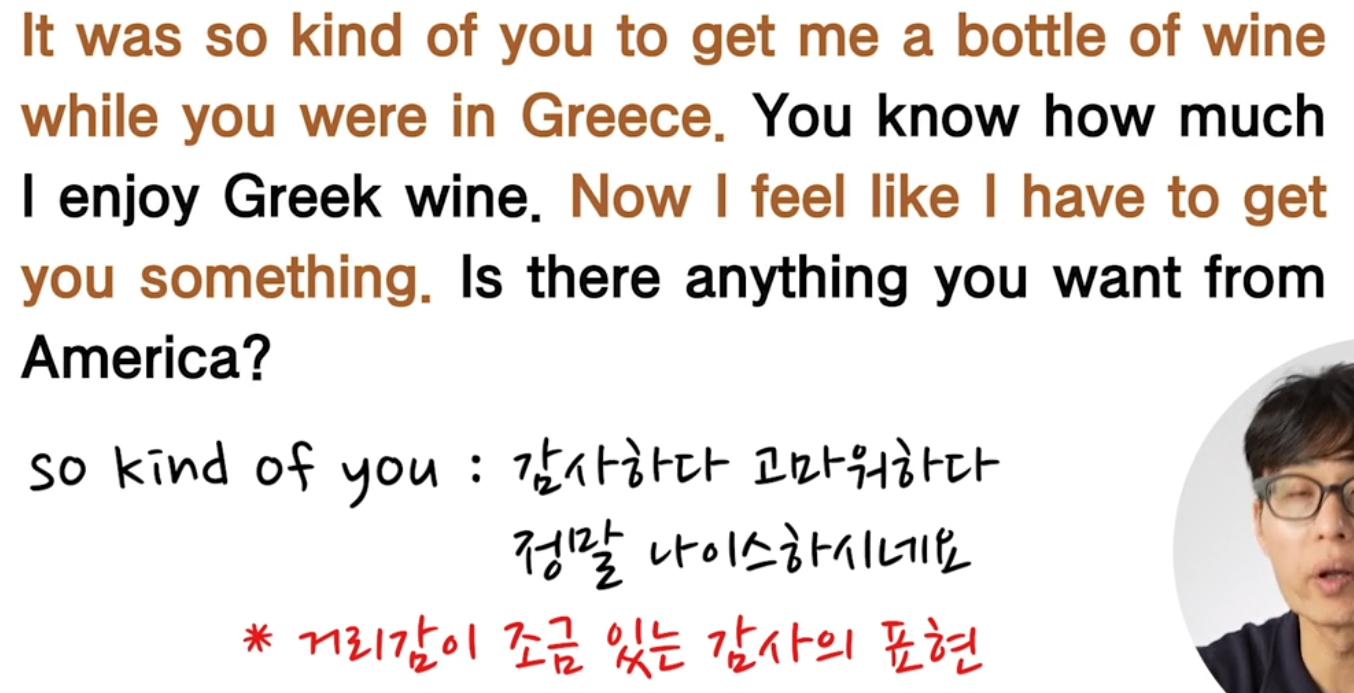 It was so kind of you to get me a bottle of wine
while you were in Greece. You know how much
I enjoy Greek wine. Now I feel like I have to get
you something. Is there anything you want from
America?
so kind of you : 감사하다 고마워하다
정말 나이스하시네요
* 거리감이 조금 있는 감사의 표현